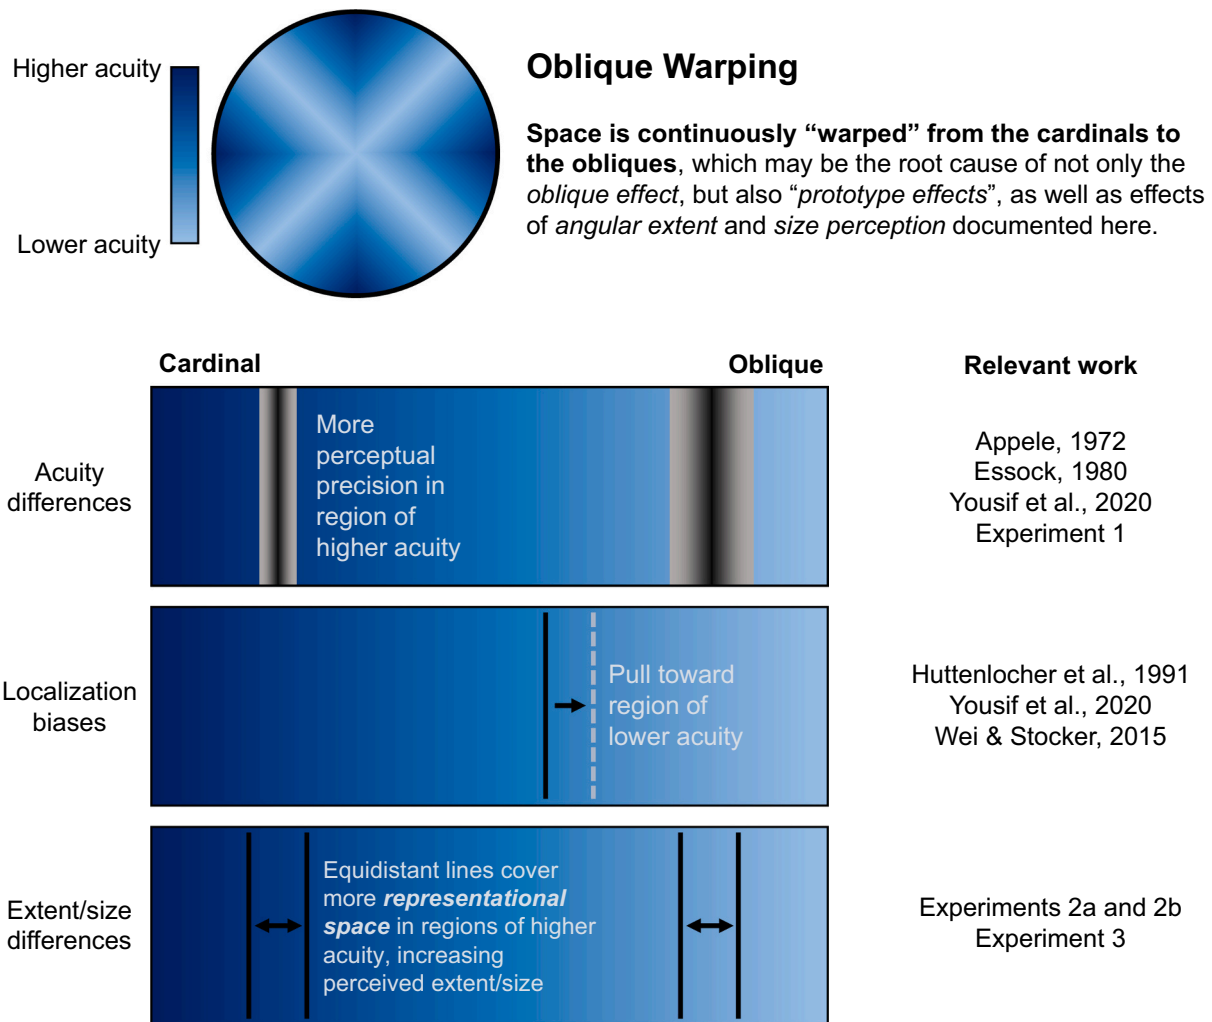 Higher acuity
Lower acuity
Oblique Warping
Space is continuously “warped” from the cardinals to
the obliques, which may be the root cause of not only the
oblique effect, but also “prototype effects”, as well as effects
of angular extent and size perception documented here.
Cardinal
Oblique
Relevant work
Acuity
differences
More
perceptual
precision in
region of
higher acuity
Appele, 1972
Essock, 1980
Yousif et al., 2020
Experiment 1
Localization
biases
Pull toward
region of
lower acuity
Huttenlocher et al., 1991
Yousif et al., 2020
Wei & Stocker, 2015
Extent/size
differences
Equidistant lines cover
more representational
space in regions of higher
acuity, increasing
perceived extent/size
Experiments 2a and 2b
Experiment 3